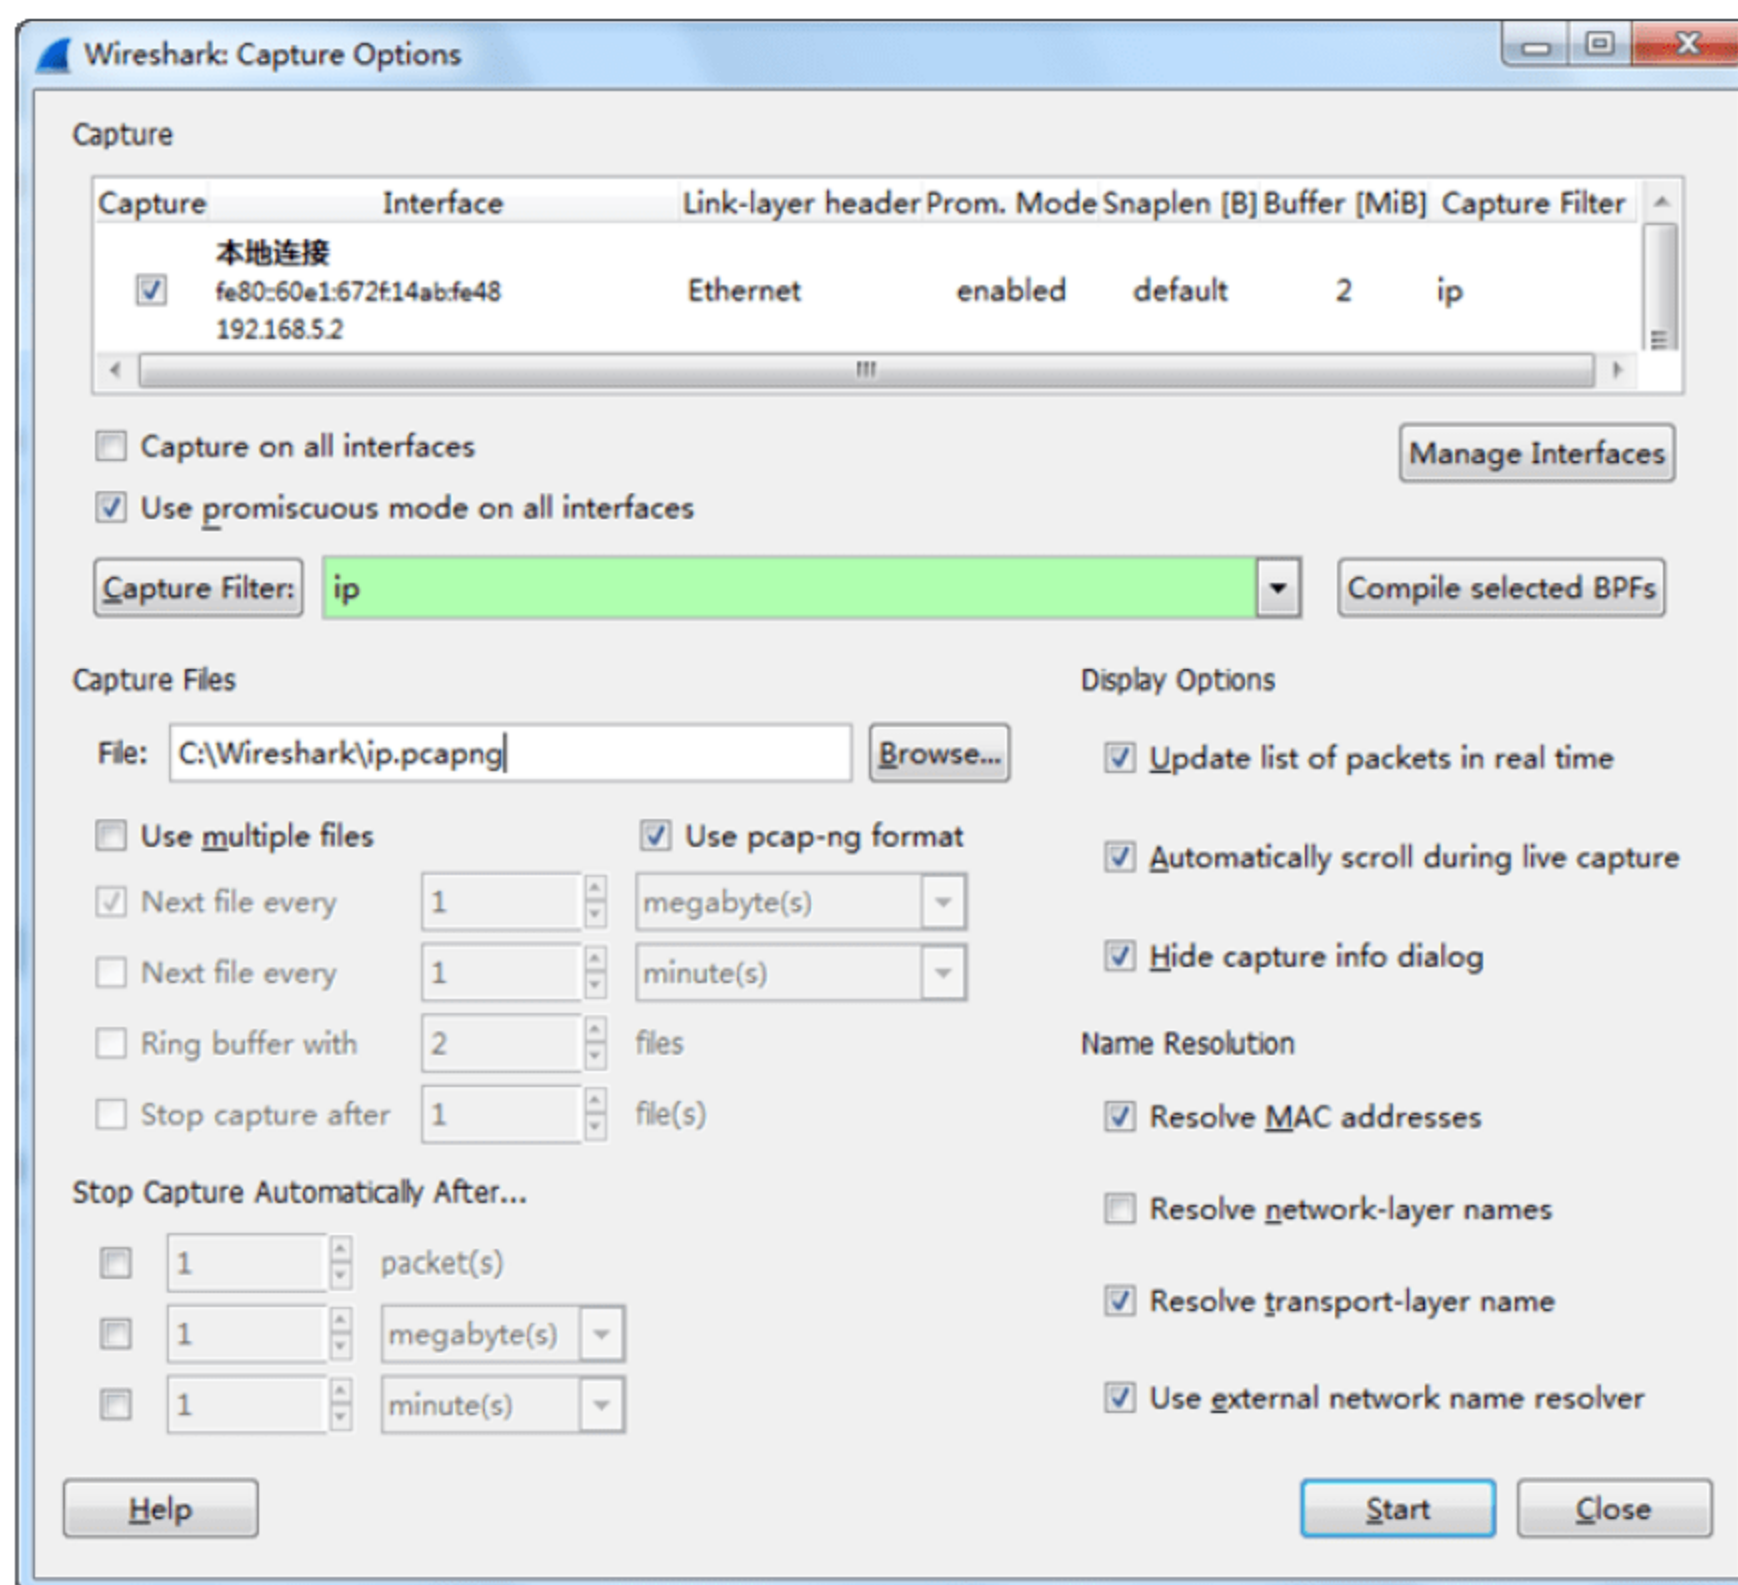 Wireshark: Capture Options
Capture
Capture Interface Link-layer header Prom. Mode Snaplen [B] Buffer [MiB] Capture Filter
本地连接
fe80::60e1:672f:14ab:fe48 Ethernet enabled default 2 ip
192.168.5.2
Capture on all interfaces
Manage Interfaces
Use promiscuous mode on all interfaces
Capture Filter: ip Compile selected BPFs
Capture Files
File: C:\Wireshark\ip.pcapng Browse...
Use multiple files Use pcap-ng format
Next file every 1 megabyte(s)
Next file every 1 minute(s)
Ring buffer with 2 files
Stop capture after 1 file(s)
Stop Capture Automatically After...
1 packet(s)
1 megabyte(s)
1 minute(s)
Display Options
Update list of packets in real time
Automatically scroll during live capture
Hide capture info dialog
Name Resolution
Resolve MAC addresses
Resolve network-layer names
Resolve transport-layer name
Use external network name resolver
Help Start Close